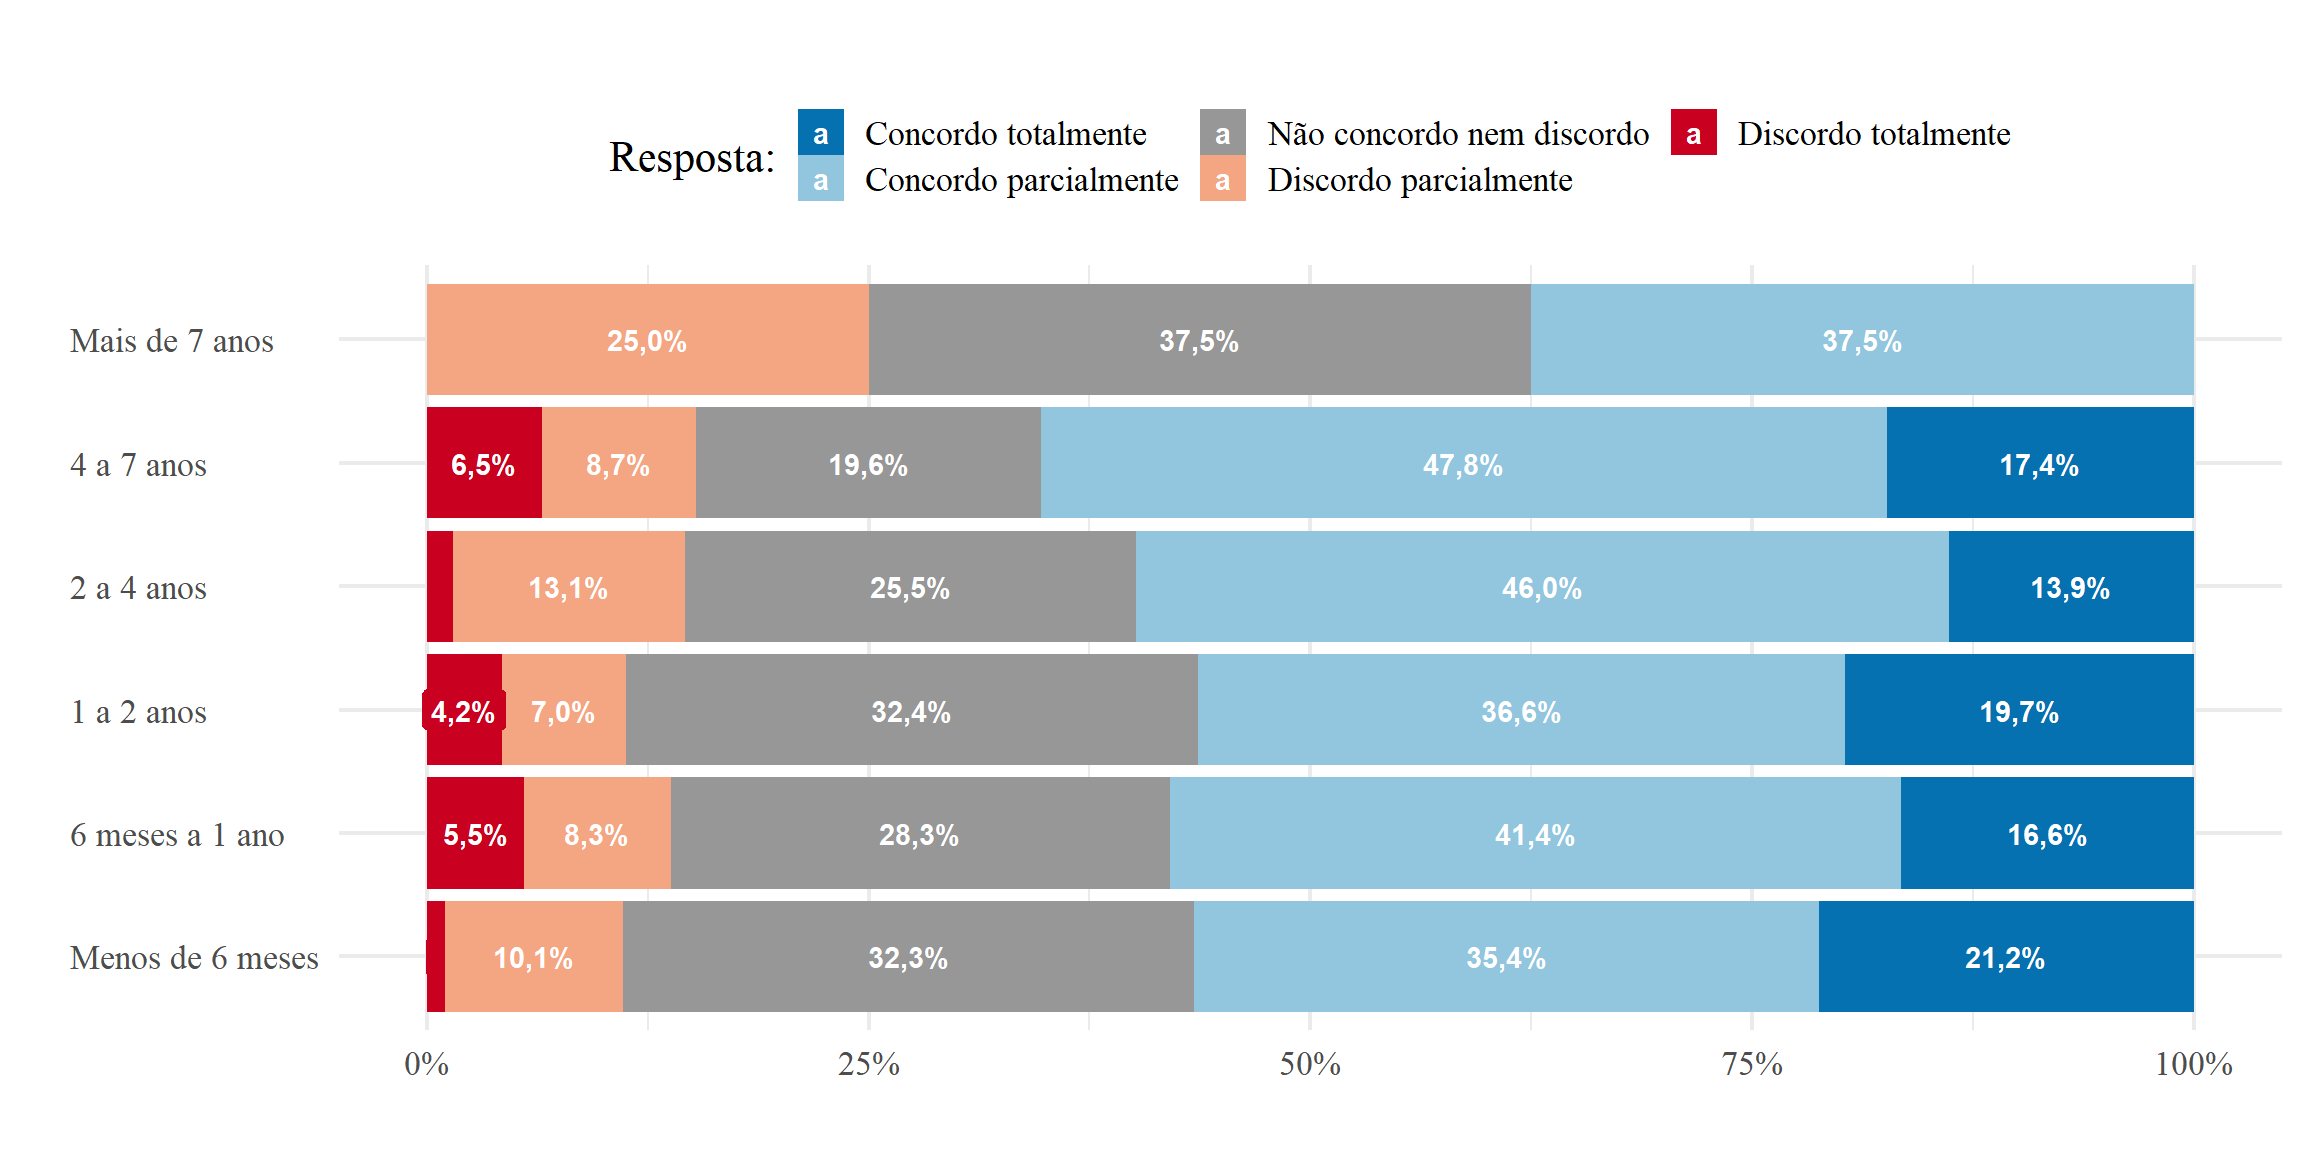 Resposta:
a Concordo totalmente a Não concordo nem discordo a Discordo totalmente
a Concordo parcialmente a Discordo parcialmente
Mais de 7 anos 25,0% 37,5% 37,5%
4 a 7 anos 6,5% 8,7% 19,6% 47,8% 17,4%
2 a 4 anos 13,1% 25,5% 46,0% 13,9%
1 a 2 anos 4,2% 7,0% 32,4% 36,6% 19,7%
6 meses a 1 ano 5,5% 8,3% 28,3% 41,4% 16,6%
Menos de 6 meses 10,1% 32,3% 35,4% 21,2%
0% 25% 50% 75% 100%